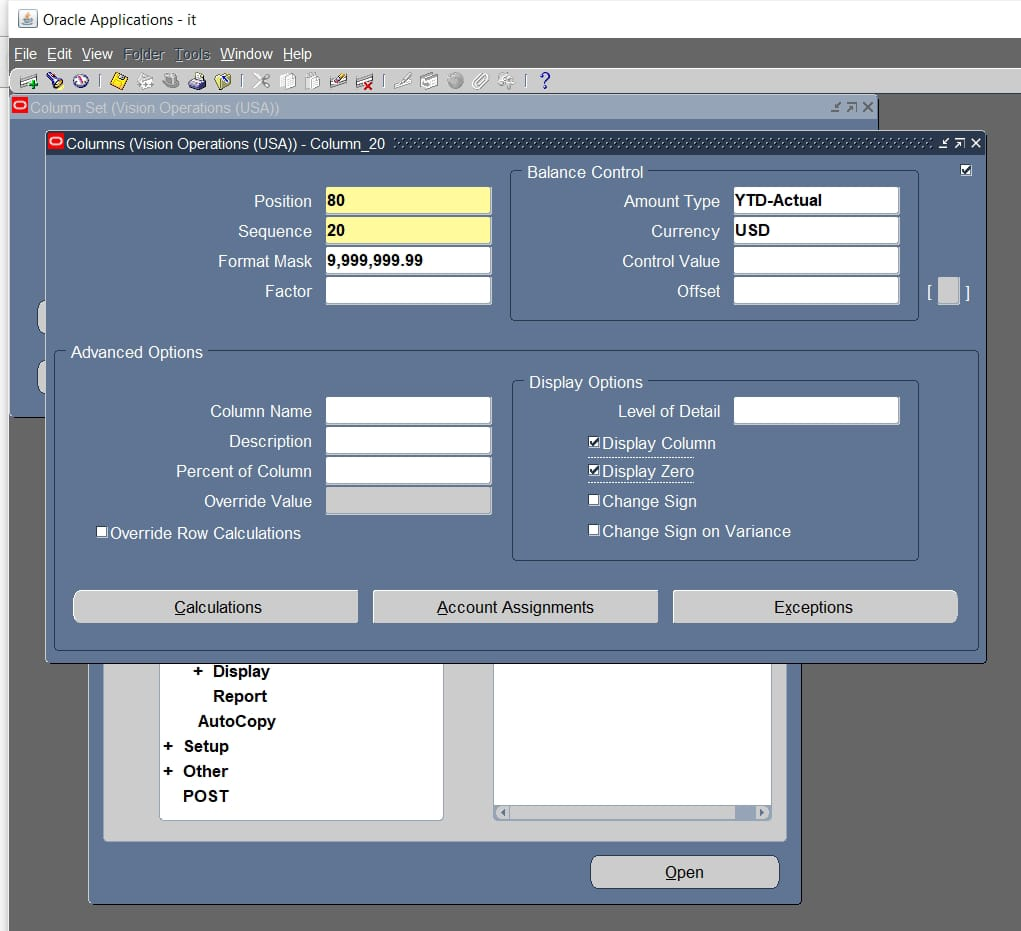 Oracle Applications - it
File Edit View Folder Tools Window Help
?
Column Set (Vision Operations (USA))
Columns (Vision Operations (USA)) - Column_20
Position 80
Sequence 20
Format Mask 9,999,999.99
Factor
Balance Control
Amount Type YTD-Actual
Currency USD
Control Value
Offset
[ ]
Advanced Options
Column Name
Description
Percent of Column
Override Value
Override Row Calculations
Display Options
Level of Detail
Display Column
Display Zero
Change Sign
Change Sign on Variance
Calculations
Account Assignments
Exceptions
+ Display
Report
AutoCopy
+ Setup
+ Other
POST
Open